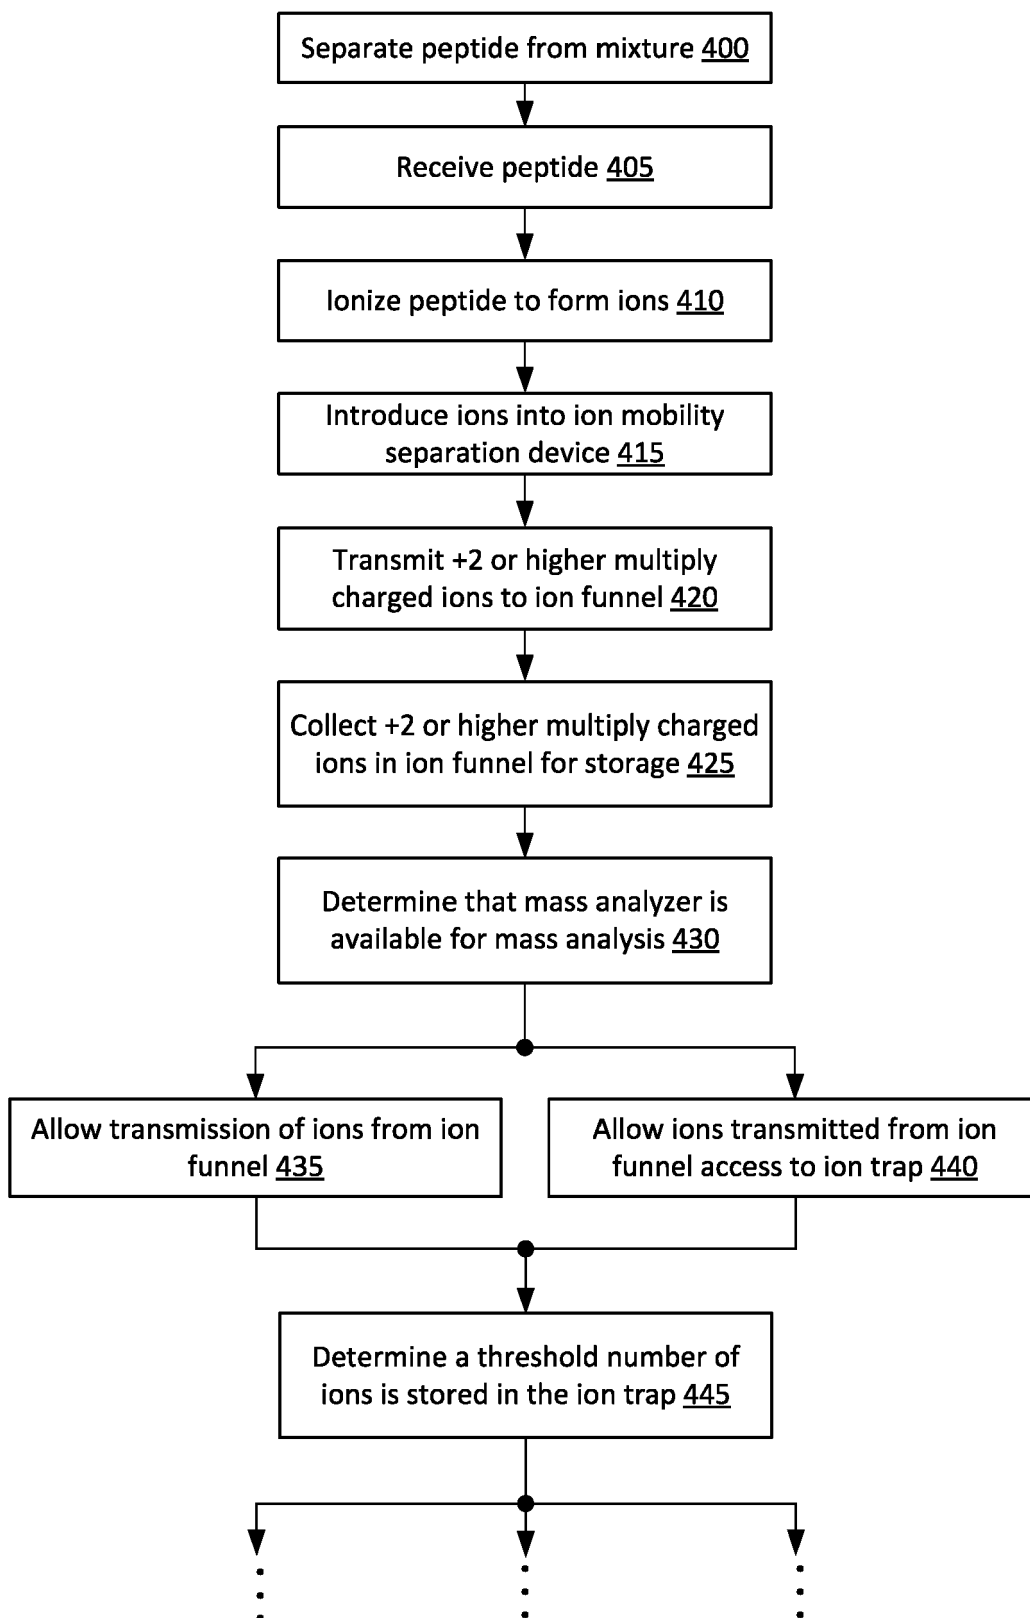 Separate peptide from mixture 400
Receive peptide 405
Ionize peptide to form ions 410
Introduce ions into ion mobility
separation device 415
Transmit +2 or higher multiply
charged ions to ion funnel 420
Collect +2 or higher multiply charged
ions in ion funnel for storage 425
Determine that mass analyzer is
available for mass analysis 430
Allow transmission of ions from ion
funnel 435
Allow ions transmitted from ion
funnel access to ion trap 440
Determine a threshold number of
ions is stored in the ion trap 445